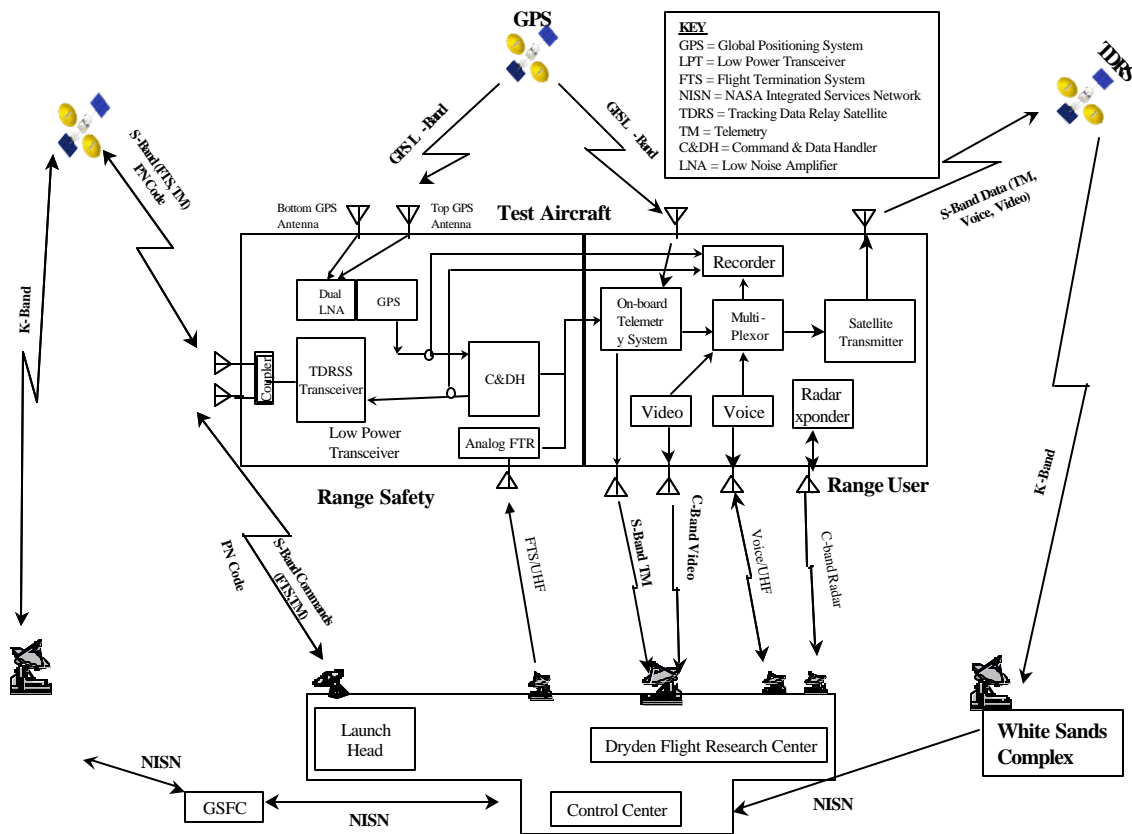 GPS
KEY
GPS = Global Positioning System
LPT = Low Power Transceiver
FTS = Flight Termination System
NISN = NASA Integrated Services Network
TDRS = Tracking Data Relay Satellite
TM = Telemetry
C&DH = Command & Data Handler
LNA = Low Noise Amplifier
TDRS
S-Band (FTS, TM)
PN Code
GPS L -Band
GPS L -Band
S-Band Data (TM,
Voice, Video)
K-Band
Bottom GPS
Antenna
Top GPS
Antenna
Test Aircraft
Dual
LNA
GPS
Recorder
On-board
Telemetr
y System
Multi-
Plexor
Satellite
Transmitter
Coupler
TDRSS
Transceiver
C&DH
Low Power
Transceiver
Analog FTR
Video
Voice
Radar
xponder
Range Safety
Range User
K-Band
PN Code
S-Band Commands
(FTS,TM)
FTS/UHF
S-Band TM
C-Band Video
Voice/UHF
C-band Radar
Launch
Head
Dryden Flight Research Center
White Sands
Complex
NISN
GSFC
NISN
Control Center
NISN